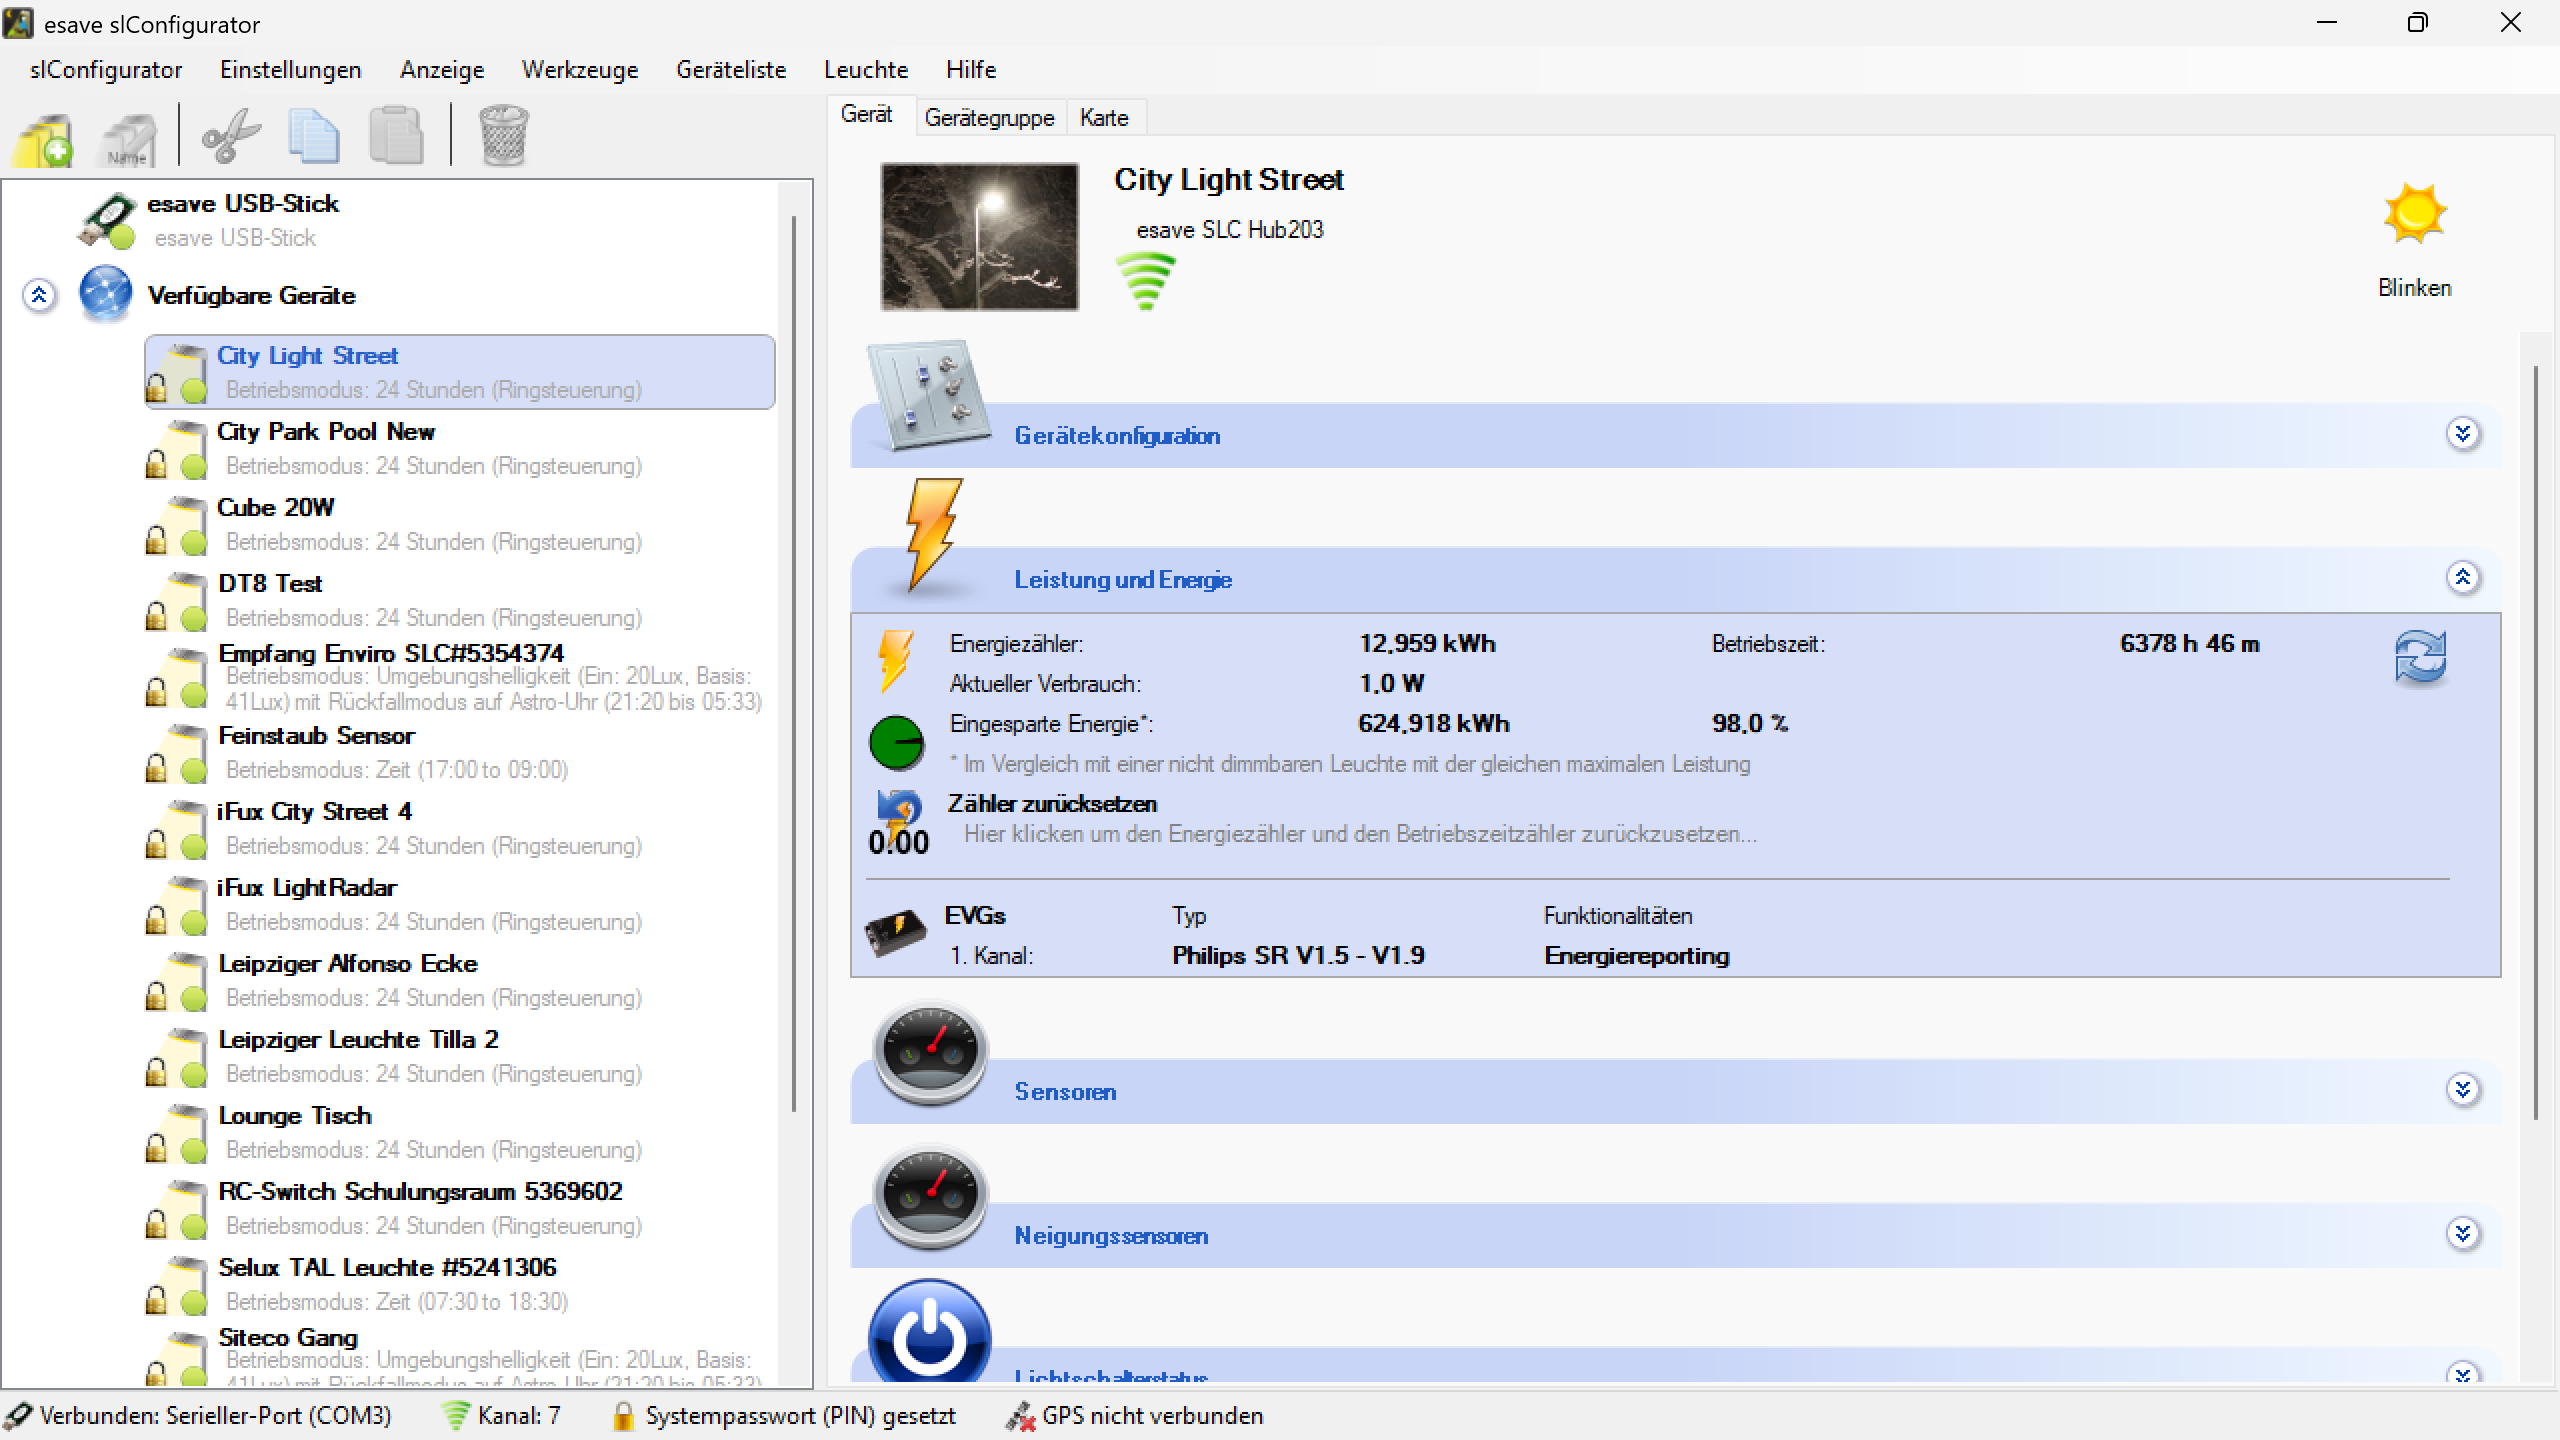 esave slConfigurator
slConfigurator Einstellungen Anzeige Werkzeuge Geräteliste Leuchte Hilfe
Name
esave USB-Stick
esave USB-Stick
Verfügbare Geräte
City Light Street
Betriebsmodus: 24 Stunden (Ringsteuerung)
City Park Pool New
Betriebsmodus: 24 Stunden (Ringsteuerung)
Cube 20W
Betriebsmodus: 24 Stunden (Ringsteuerung)
DT8 Test
Betriebsmodus: 24 Stunden (Ringsteuerung)
Empfang Enviro SLC#5354374
Betriebsmodus: Umgebungshelligkeit (Ein: 20Lux, Basis:
41Lux) mit Rückfallmodus auf Astro-Uhr (21:20 bis 05:33)
Feinstaub Sensor
Betriebsmodus: Zeit (17:00 to 09:00)
iFux City Street 4
Betriebsmodus: 24 Stunden (Ringsteuerung)
iFux LightRadar
Betriebsmodus: 24 Stunden (Ringsteuerung)
Leipziger Alfonso Ecke
Betriebsmodus: 24 Stunden (Ringsteuerung)
Leipziger Leuchte Tilla 2
Betriebsmodus: 24 Stunden (Ringsteuerung)
Lounge Tisch
Betriebsmodus: 24 Stunden (Ringsteuerung)
RC-Switch Schulungsraum 5369602
Betriebsmodus: 24 Stunden (Ringsteuerung)
Selux TAL Leuchte #5241306
Betriebsmodus: Zeit (07:30 to 18:30)
Siteco Gang
Betriebsmodus: Umgebungshelligkeit (Ein: 20Lux, Basis:
41Lux) mit Rückfallmodus auf Astro-Uhr (21:20 bis 05:33)
Gerät Gerätegruppe Karte
City Light Street
esave SLC Hub203
Blinken
Gerätekonfiguration
Leistung und Energie
Energiezähler: 12,959 kWh Betriebszeit: 6378 h 46 m
Aktueller Verbrauch: 1,0 W
Eingesparte Energie*: 624,918 kWh 98,0 %
* Im Vergleich mit einer nicht dimmbaren Leuchte mit der gleichen maximalen Leistung
Zähler zurücksetzen
Hier klicken um den Energiezähler und den Betriebszeitzähler zurückzusetzen...
0.00
EVGs Typ Funktionalitäten
1. Kanal: Philips SR V1.5 - V1.9 Energiereporting
Sensoren
Neigungssensoren
Lichtschalterstatus
Verbunden: Serieller-Port (COM3) Kanal: 7 Systempasswort (PIN) gesetzt GPS nicht verbunden